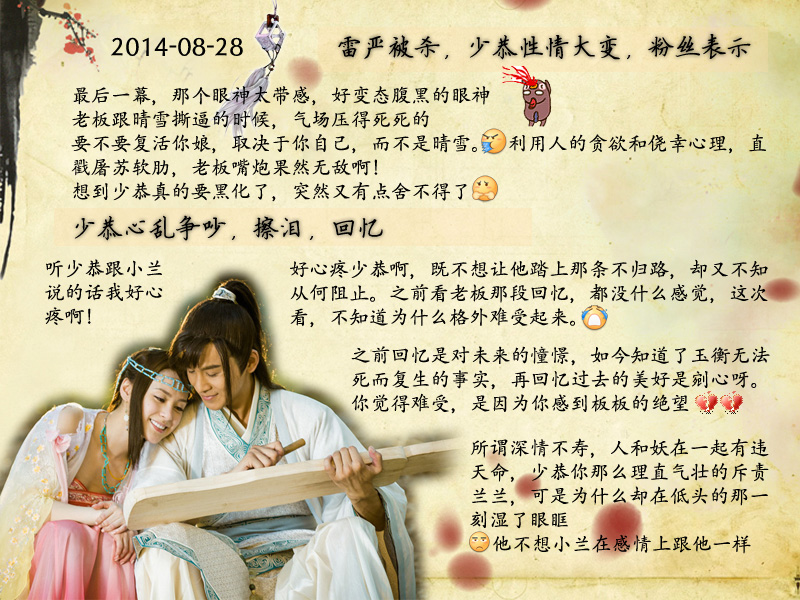 2014-08-28
雷严被杀，少恭性情大变，粉丝表示
最后一幕，那个眼神太带感，好变态腹黑的眼神
老板跟晴雪撕逼的时候，气场压得死死的
要不要复活你娘，取决于你自己，而不是晴雪。利用人的贪欲和侥幸心理，直
戳屠苏软肋，老板嘴炮果然无敌啊！
想到少恭真的要黑化了，突然又有点舍不得了
少恭心乱争吵，擦泪，回忆
听少恭跟小兰
说的话我好心
疼啊！
好心疼少恭啊，既不想让他踏上那条不归路，却又不知
从何阻止。之前看老板那段回忆，都没什么感觉，这次
看，不知道为什么格外难受起来。
之前回忆是对未来的憧憬，如今知道了玉衡无法
死而复生的事实，再回忆过去的美好是剜心呀。
你觉得难受，是因为你感到板板的绝望
所谓深情不寿，人和妖在一起有违
天命，少恭你那么理直气壮的斥责
兰兰，可是为什么却在低头的那一
刻湿了眼眶
他不想小兰在感情上跟他一样